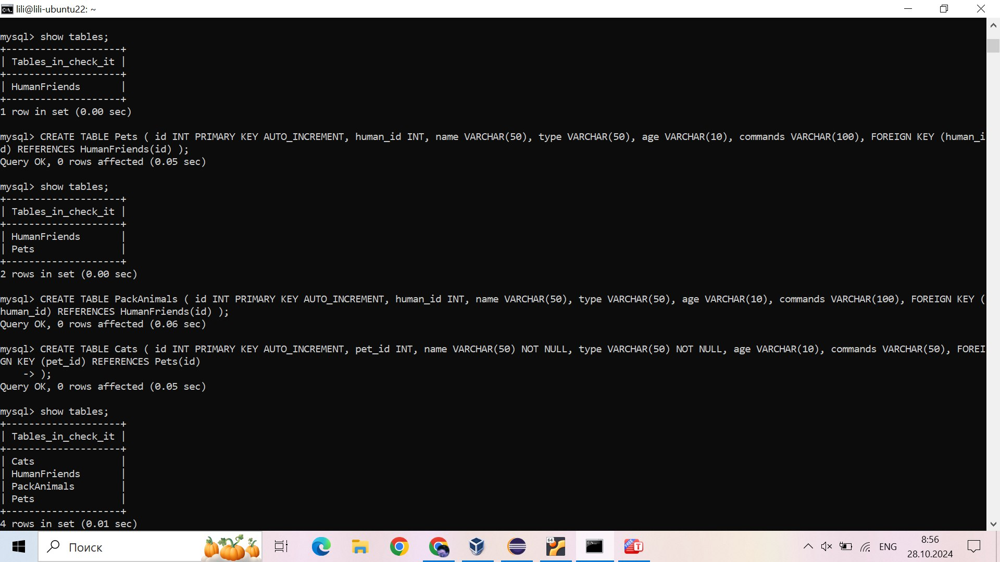 lili@lili-ubuntu22: ~
mysql> show tables;
+--------------------+
| Tables_in_check_it |
+--------------------+
| HumanFriends       |
+--------------------+
1 row in set (0.00 sec)
mysql> CREATE TABLE Pets ( id INT PRIMARY KEY AUTO_INCREMENT, human_id INT, name VARCHAR(50), type VARCHAR(50), age VARCHAR(10), commands VARCHAR(100), FOREIGN KEY (human_i
d) REFERENCES HumanFriends(id) );
Query OK, 0 rows affected (0.05 sec)
mysql> show tables;
+--------------------+
| Tables_in_check_it |
+--------------------+
| HumanFriends       |
| Pets               |
+--------------------+
2 rows in set (0.00 sec)
mysql> CREATE TABLE PackAnimals ( id INT PRIMARY KEY AUTO_INCREMENT, human_id INT, name VARCHAR(50), type VARCHAR(50), age VARCHAR(10), commands VARCHAR(100), FOREIGN KEY (
human_id) REFERENCES HumanFriends(id) );
Query OK, 0 rows affected (0.06 sec)
mysql> CREATE TABLE Cats ( id INT PRIMARY KEY AUTO_INCREMENT, pet_id INT, name VARCHAR(50) NOT NULL, type VARCHAR(50) NOT NULL, age VARCHAR(10), commands VARCHAR(50), FOREI
GN KEY (pet_id) REFERENCES Pets(id)
    -> );
Query OK, 0 rows affected (0.05 sec)
mysql> show tables;
+--------------------+
| Tables_in_check_it |
+--------------------+
| Cats               |
| HumanFriends       |
| PackAnimals        |
| Pets               |
+--------------------+
4 rows in set (0.01 sec)
Поиск
64
FREE T
ENG
8:56
28.10.2024